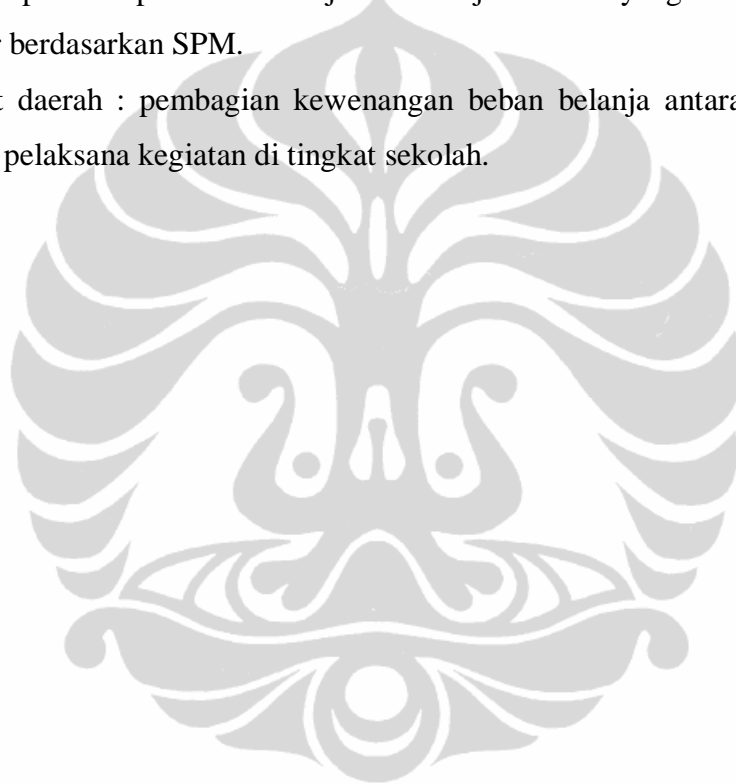 berdasarkan SPM.
daerah : pembagian kewenangan beban belanja antara
pelaksana kegiatan di tingkat sekolah.